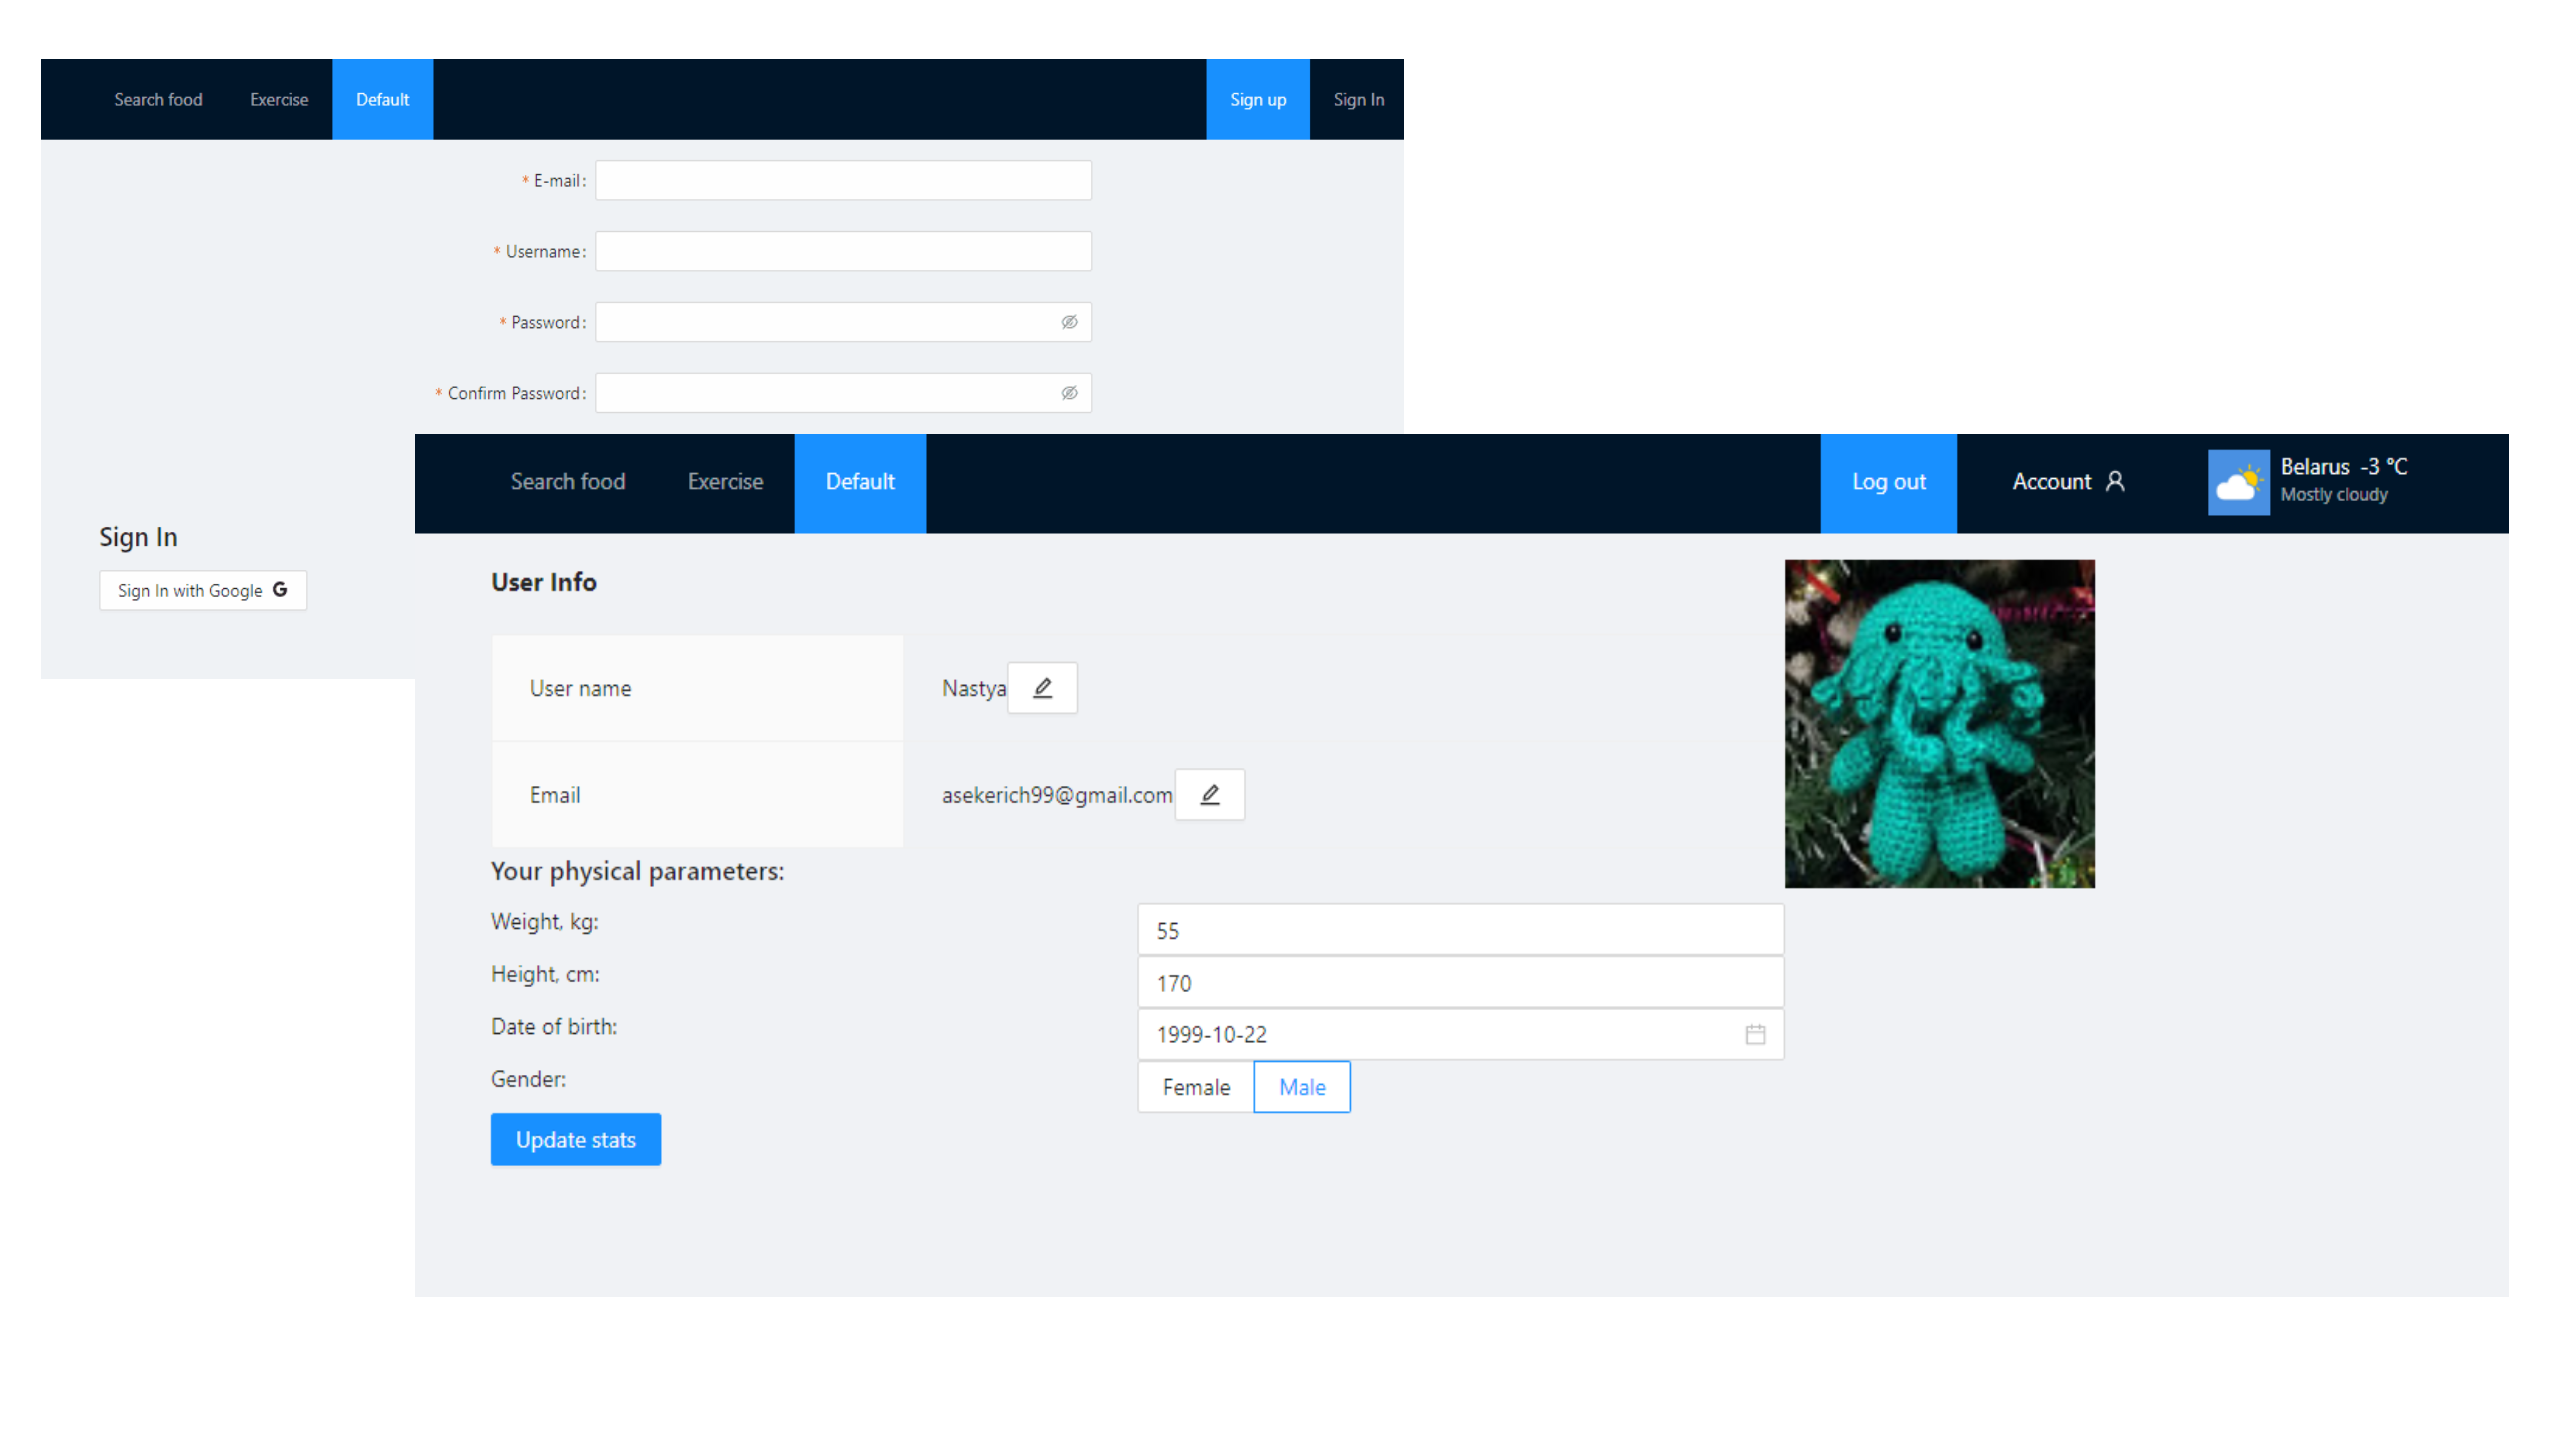 Search food Exercise Default Sign up Sign In
* E-mail:
* Username:
* Password:
* Confirm Password:
Sign In
Sign In with Google G
Search food Exercise Default Log out Account Belarus -3 °C
Mostly cloudy
User Info
User name Nastya
Email asekerich99@gmail.com
Your physical parameters:
Weight, kg: 55
Height, cm: 170
Date of birth: 1999-10-22
Gender: Female Male
Update stats